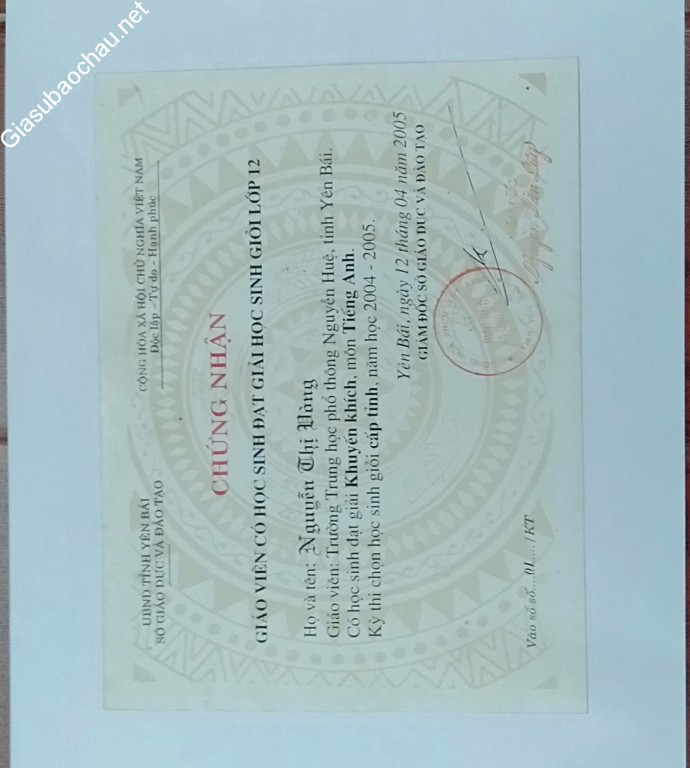 Giasubaochau.net
UBND TỈNH YÊN BÁI
SỞ GIÁO DỤC VÀ ĐÀO TẠO
CỘNG HÒA XÃ HỘI CHỦ NGHĨA VIỆT NAM
Độc lập - Tự do - Hạnh phúc
CHỨNG NHẬN
GIÁO VIÊN CÓ HỌC SINH ĐẠT GIẢI HỌC SINH GIỎI LỚP 12
Họ và tên: Nguyễn Thị Hồng
Giáo viên: Trường Trung học phổ thông Nguyễn Huệ, tỉnh Yên Bái.
Có học sinh đạt giải Khuyến khích, môn Tiếng Anh.
Kỳ thi chọn học sinh giỏi cấp tỉnh, năm học 2004 - 2005.
Yên Bái, ngày 12 tháng 04 năm 2005
GIÁM ĐỐC SỞ GIÁO DỤC VÀ ĐÀO TẠO
Vào sổ số....01...../KT